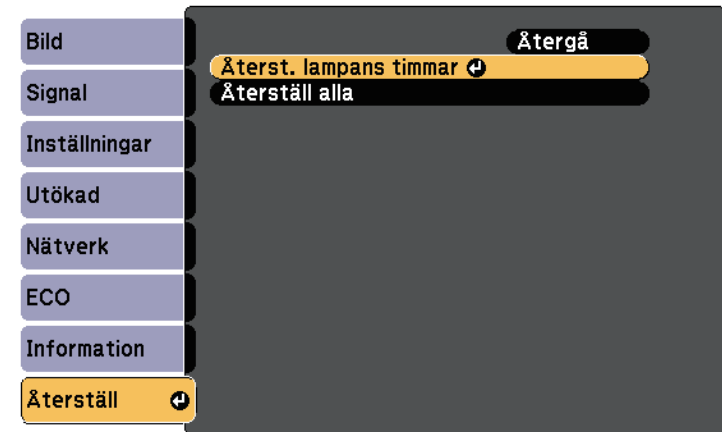 Bild
Signal
Inställningar
Utökad
Nätverk
ECO
Information
Återställ
Återgå
Återst. lampans timmar
Återställ alla